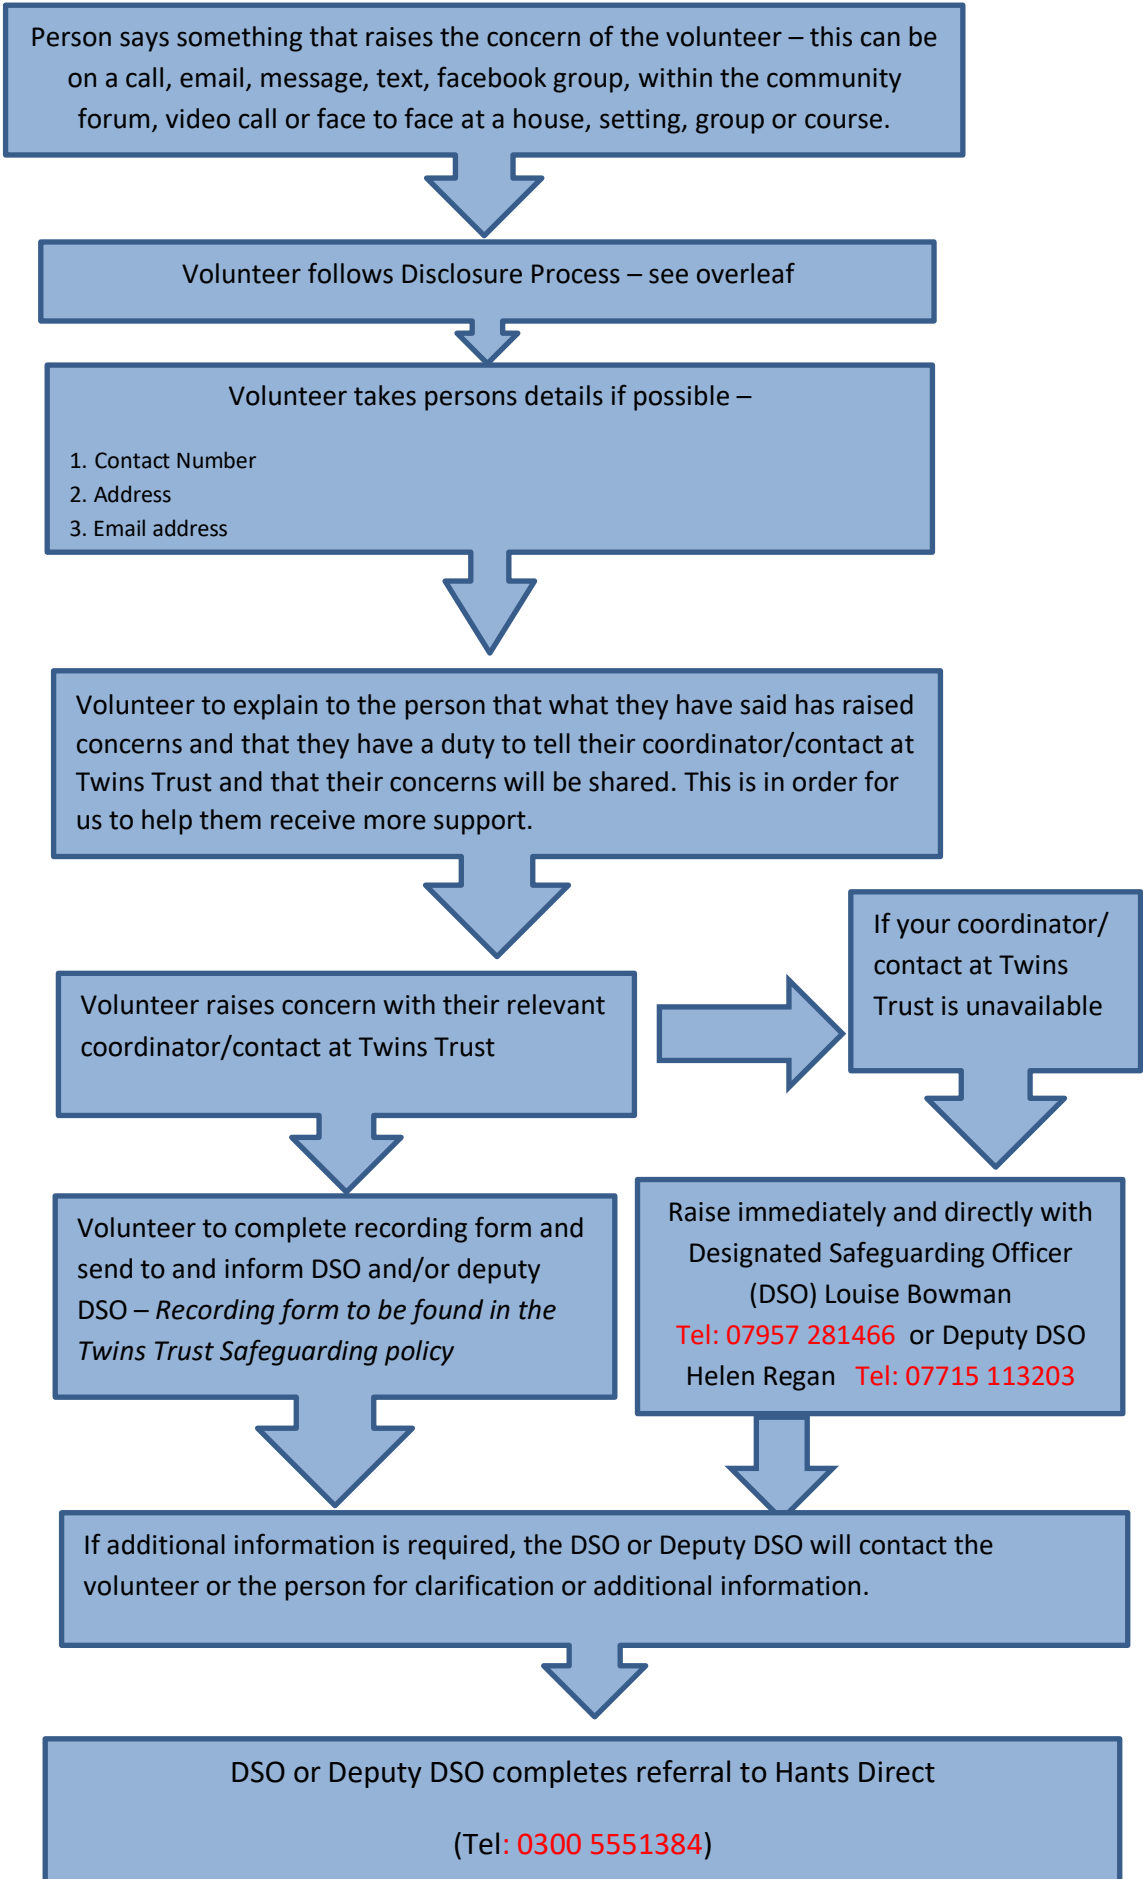 Person says something that raises the concern of the volunteer – this can be
on a call, email, message, text, facebook group, within the community
forum, video call or face to face at a house, setting, group or course.
Volunteer follows Disclosure Process – see overleaf
Volunteer takes persons details if possible –
1. Contact Number
2. Address
3. Email address
Volunteer to explain to the person that what they have said has raised
concerns and that they have a duty to tell their coordinator/contact at
Twins Trust and that their concerns will be shared. This is in order for
us to help them receive more support.
Volunteer raises concern with their relevant
coordinator/contact at Twins Trust
If your coordinator/
contact at Twins
Trust is unavailable
Volunteer to complete recording form and
send to and inform DSO and/or deputy
DSO – Recording form to be found in the
Twins Trust Safeguarding policy
Raise immediately and directly with
Designated Safeguarding Officer
(DSO) Louise Bowman
Tel: 07957 281466 or Deputy DSO
Helen Regan Tel: 07715 113203
If additional information is required, the DSO or Deputy DSO will contact the
volunteer or the person for clarification or additional information.
DSO or Deputy DSO completes referral to Hants Direct
(Tel: 0300 5551384)